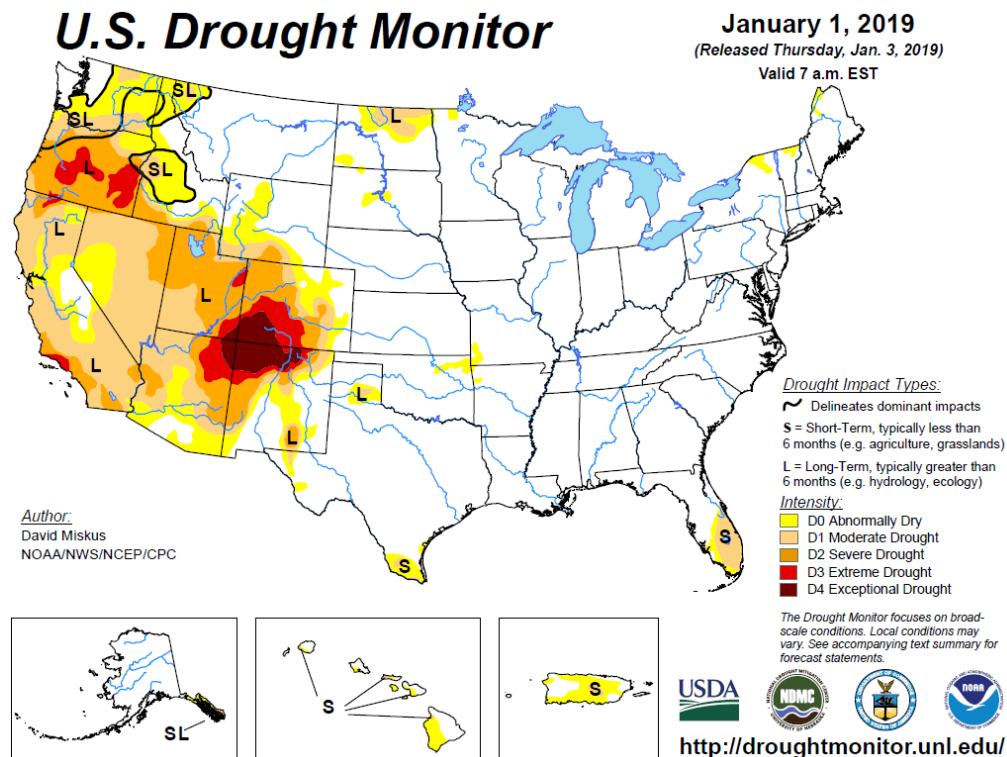 U.S. Drought Monitor
January 1, 2019
(Released Thursday, Jan. 3, 2019)
Valid 7 a.m. EST
SL
SL
L
L
SL
L
L
L
L
L
S
S
Drought Impact Types:
Delineates dominant impacts
S = Short-Term, typically less than
6 months (e.g. agriculture, grasslands)
L = Long-Term, typically greater than
6 months (e.g. hydrology, ecology)
Intensity:
D0 Abnormally Dry
D1 Moderate Drought
D2 Severe Drought
D3 Extreme Drought
D4 Exceptional Drought
Author:
David Miskus
NOAA/NWS/NCEP/CPC
SL
S
S
The Drought Monitor focuses on broad-
scale conditions. Local conditions may
vary. See accompanying text summary for
forecast statements.
USDA
NDMC
NOAA
http://droughtmonitor.unl.edu/